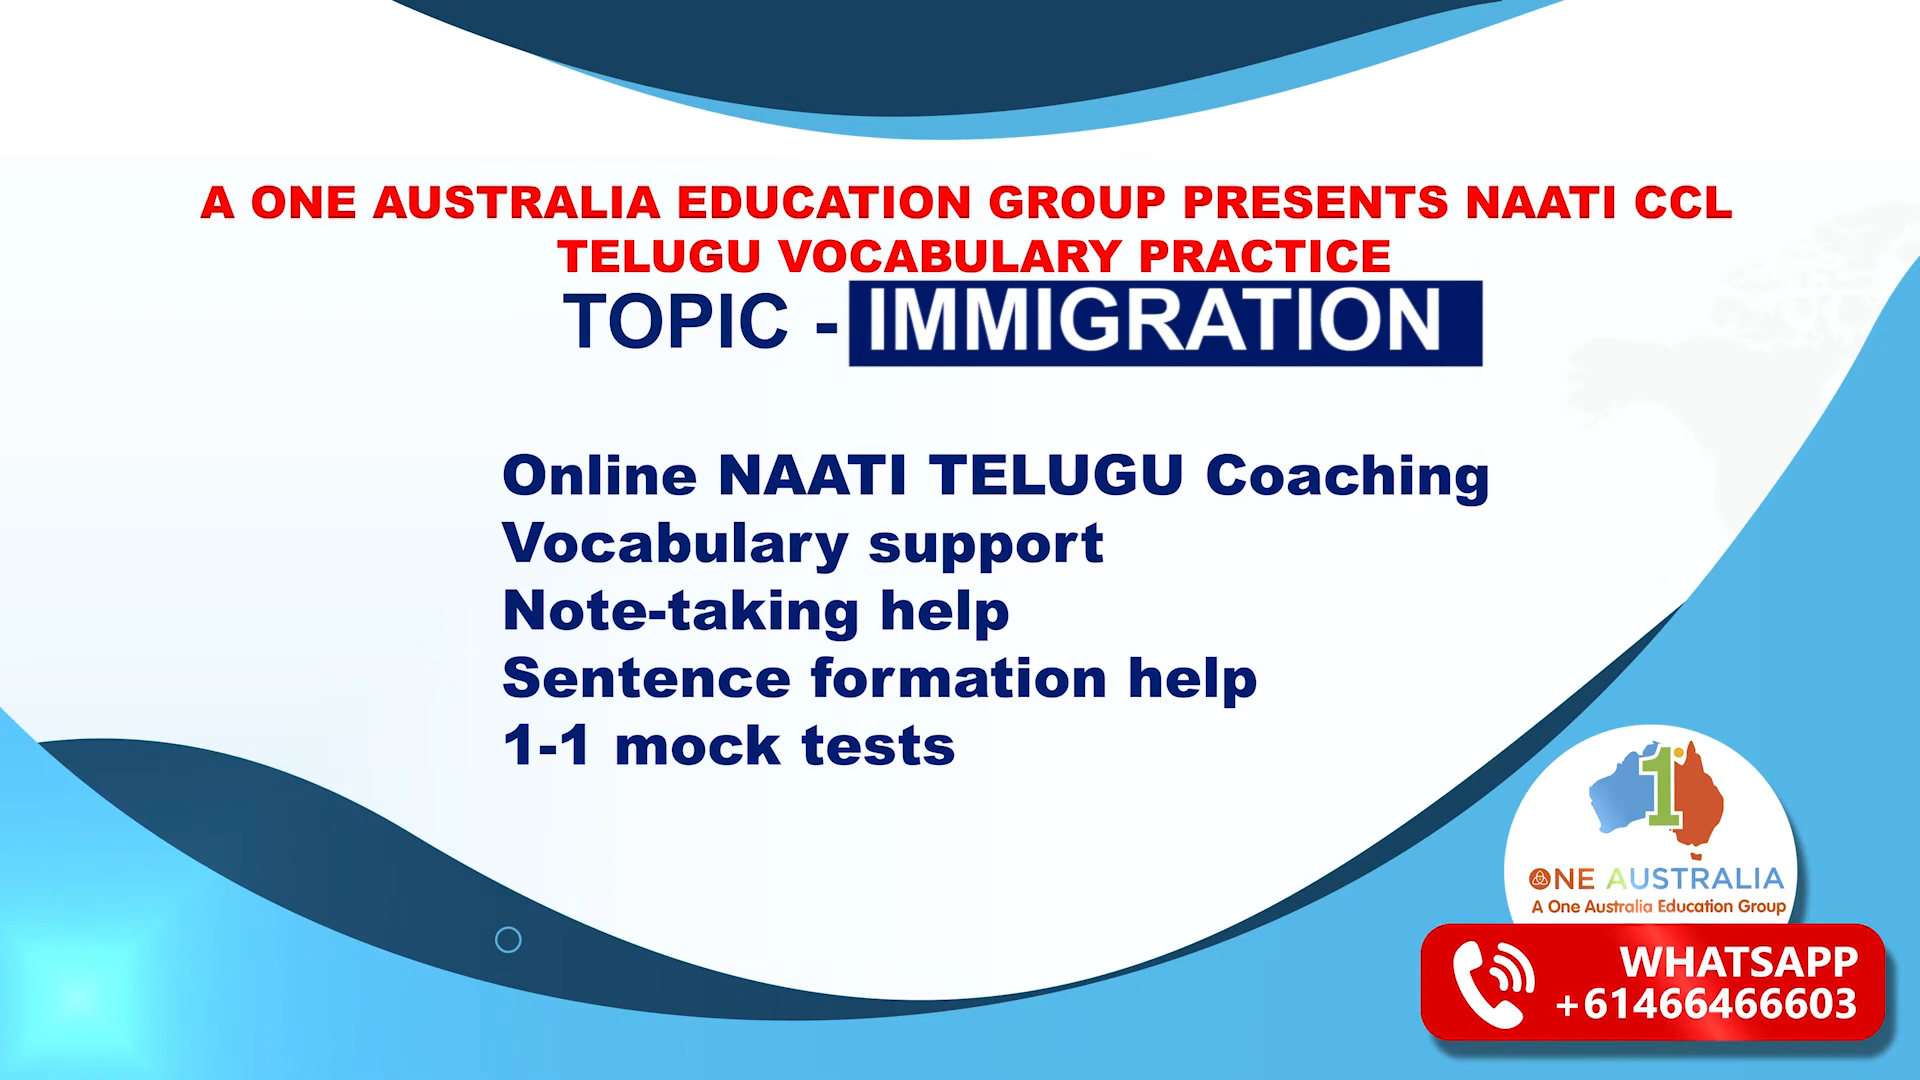 A ONE AUSTRALIA EDUCATION GROUP PRESENTS NAATI CCL
TELUGU VOCABULARY PRACTICE
TOPIC - IMMIGRATION
Online NAATI TELUGU Coaching
Vocabulary support
Note-taking help
Sentence formation help
1-1 mock tests
1
ONE AUSTRALIA
A One Australia Education Group
WHATSAPP
+61466466603